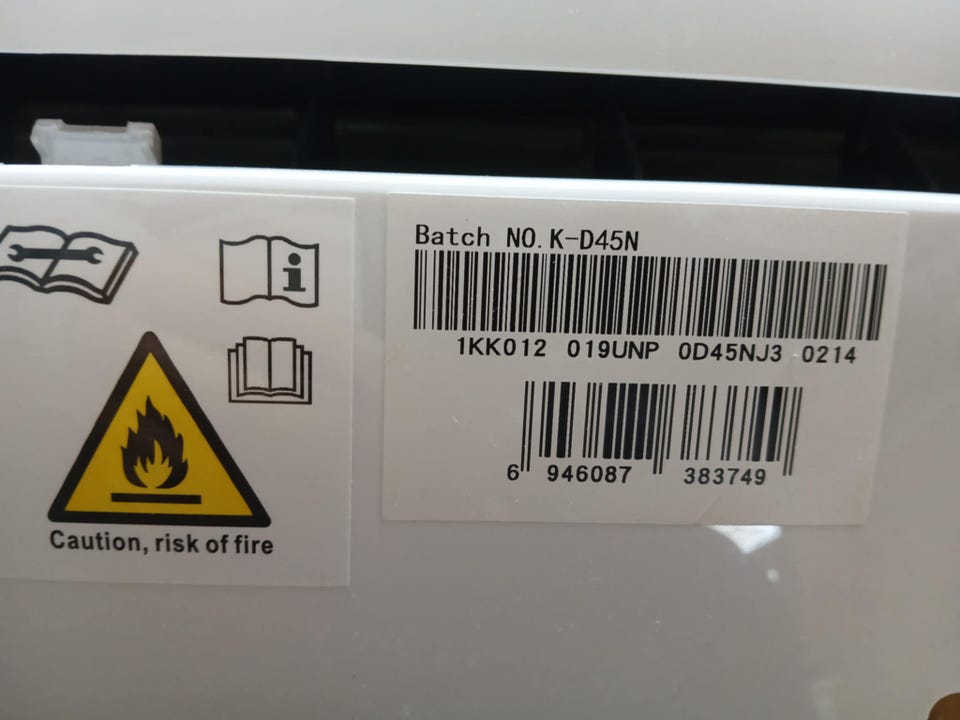 Batch NO. K-D45N
1KK012 019UNP 0D45NJ3 0214
6 946087 383749
Caution, risk of fire